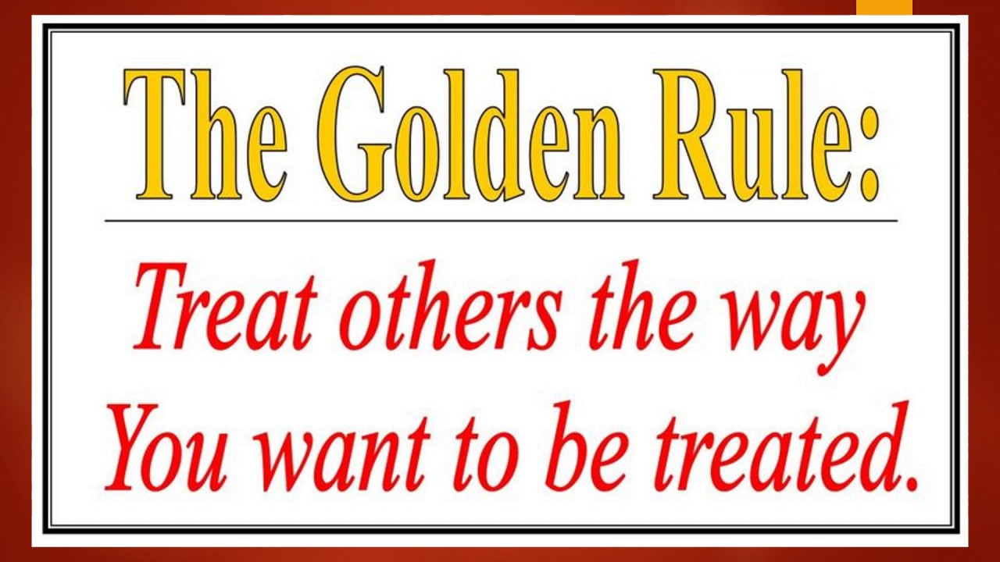 The Golden Rule:
Treat others the way
You want to be treated.